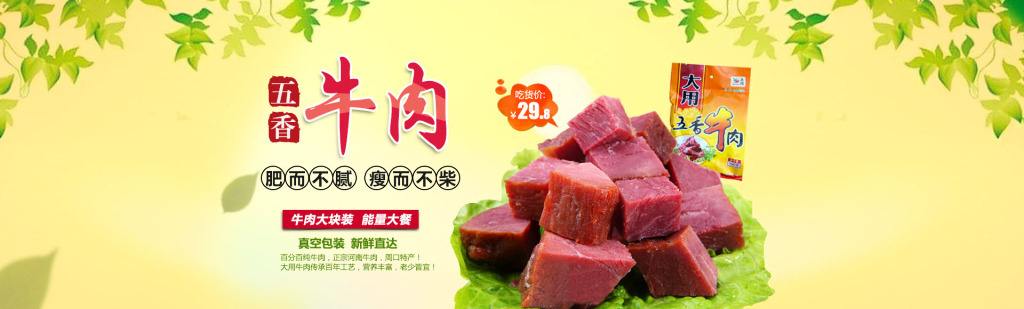 五香
牛肉
肥而不腻 瘦而不柴
牛肉大块装 能量大餐
真空包装 新鲜直达
百分百纯牛肉，正宗河南牛肉，周口特产！
大用牛肉传承百年工艺，营养丰富，老少皆宜！
吃货价:
¥29.8
大用
五香牛肉